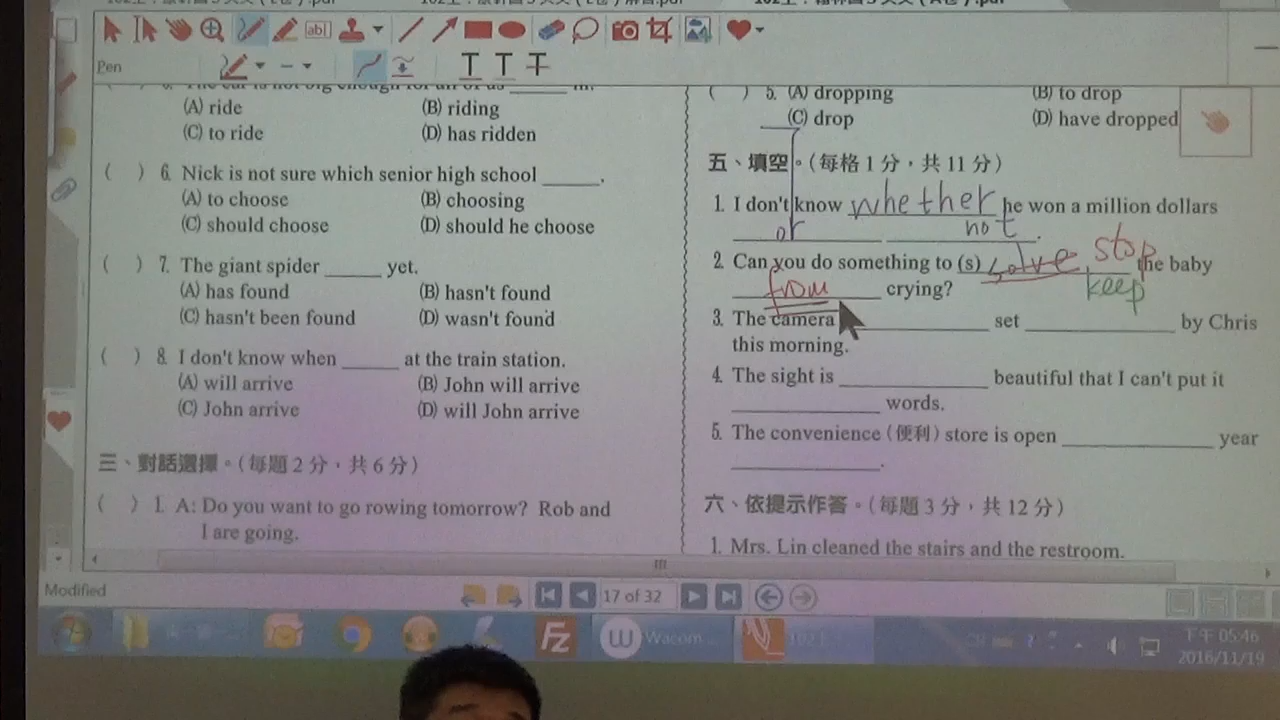 Pen
(A) ride (B) riding
(C) to ride (D) has ridden
( ) 6. Nick is not sure which senior high school _____.
(A) to choose (B) choosing
(C) should choose (D) should he choose
( ) 7. The giant spider _____ yet.
(A) has found (B) hasn't found
(C) hasn't been found (D) wasn't found
( ) 8. I don't know when _____ at the train station.
(A) will arrive (B) John will arrive
(C) John arrive (D) will John arrive
三、對話選擇。(每題 2 分，共 6 分)
( ) 1. A: Do you want to go rowing tomorrow? Rob and
I are going.
( ) 5. (A) dropping (B) to drop
(C) drop (D) have dropped
五、填空。(每格 1 分，共 11 分)
1. I don't know whether he won a million dollars
or not.
2. Can you do something to (s) solve stop the baby
from crying? keep
3. The camera _____ set _____ by Chris
this morning.
4. The sight is _____ beautiful that I can't put it
_____ words.
5. The convenience (便利) store is open _____ year
_____.
六、依提示作答。(每題 3 分，共 12 分)
1. Mrs. Lin cleaned the stairs and the restroom.
Modified
17 of 32
Wacom ...
下午 05:46
2016/11/19